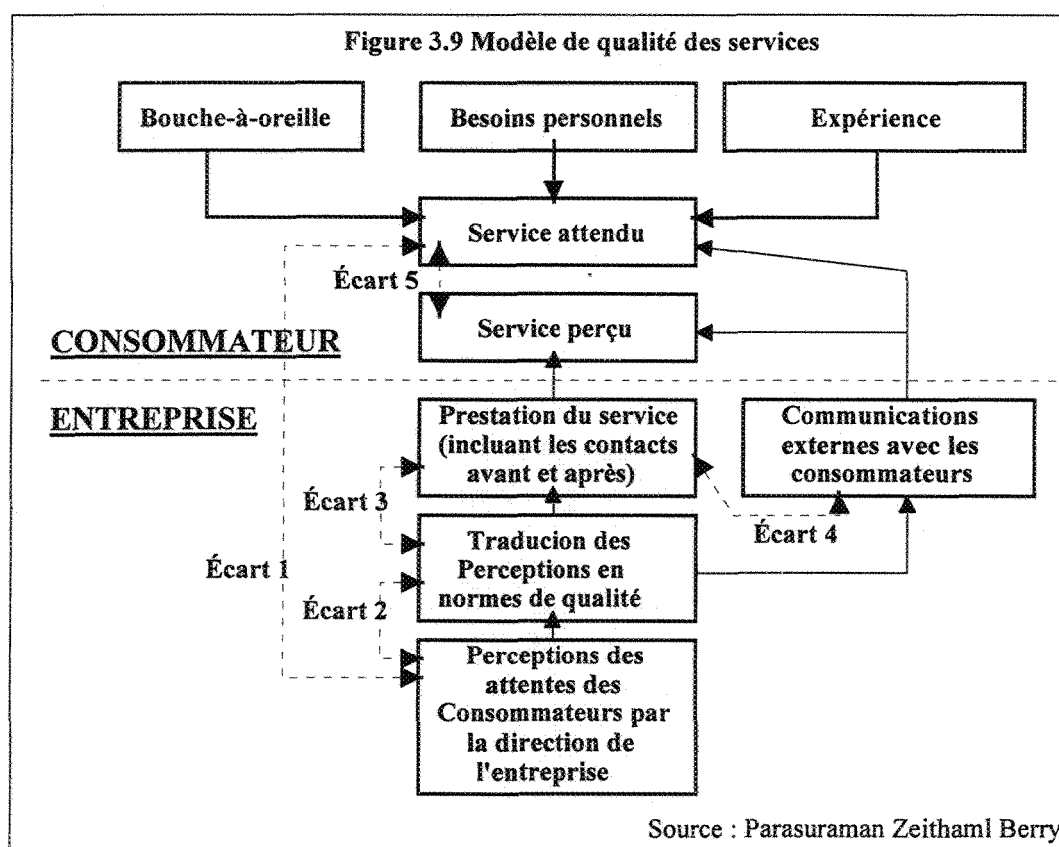 Figure 3.9 Modèle de qualité des services
Bouche-à-oreille
Besoins personnels
Expérience
Service attendu
Écart 5
Service perçu
CONSOMMATEUR
ENTREPRISE
Prestation du service
(incluant les contacts
avant et après)
Communications
externes avec les
consommateurs
Écart 3
Écart 4
Traducion des
Perceptions en
normes de qualité
Écart 1
Écart 2
Perceptions des
attentes des
Consommateurs par
la direction de
l'entreprise
Source : Parasuraman Zeithaml Berry